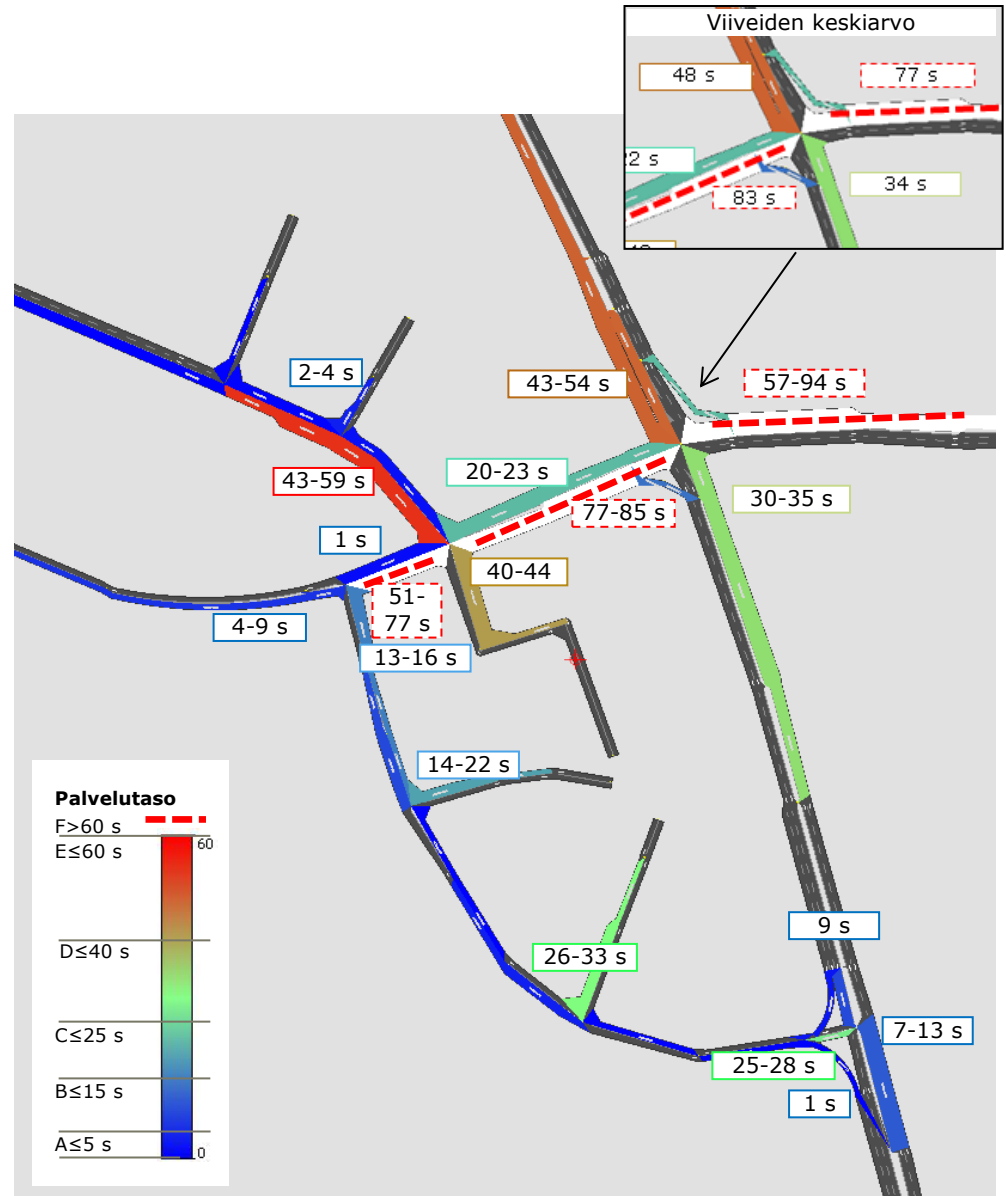 Viiveiden keskiarvo
48 s
77 s
22 s
34 s
83 s
2-4 s
43-54 s
57-94 s
20-23 s
43-59 s
30-35 s
77-85 s
1 s
40-44
51-
77 s
4-9 s
13-16 s
14-22 s
Palvelutaso
F>60 s
60
E≤60 s
D≤40 s
C≤25 s
B≤15 s
A≤5 s
0
9 s
26-33 s
7-13 s
25-28 s
1 s